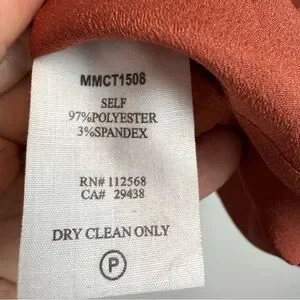 MMCT1508
SELF
97%POLYESTER
3%SPANDEX
RN# 112568
CA# 29438
DRY CLEAN ONLY
P